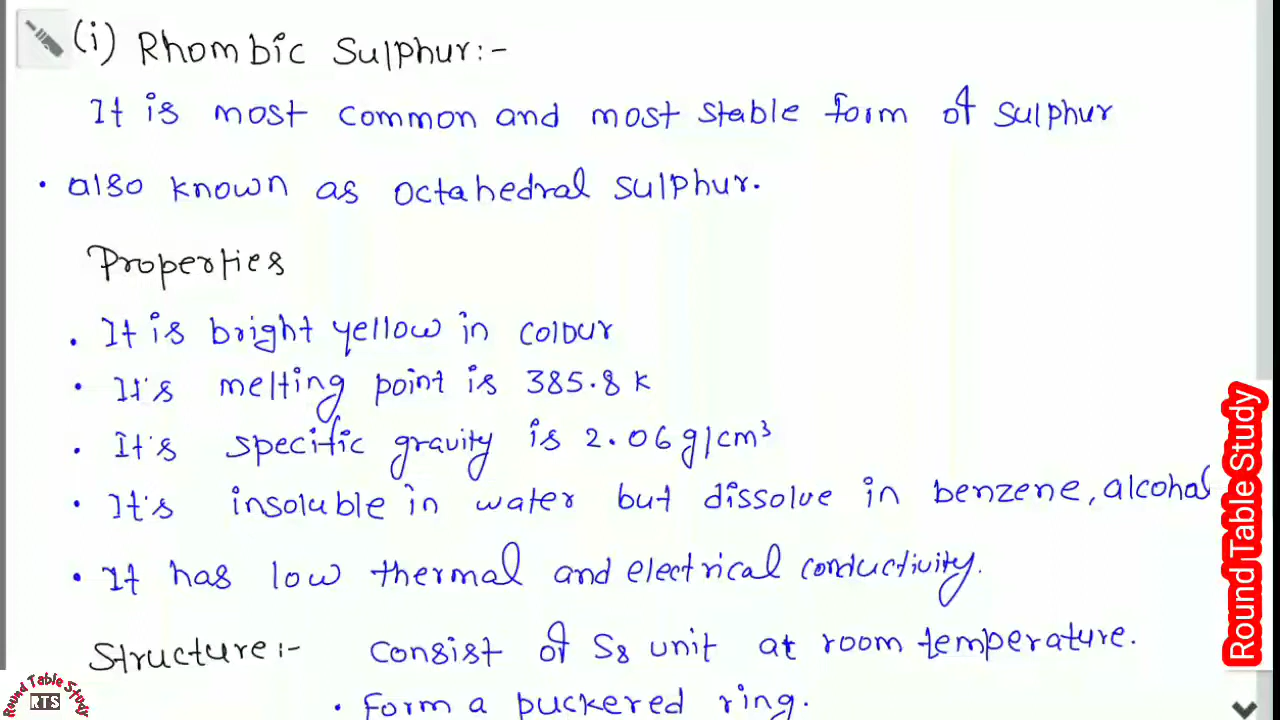 (i) Rhombic Sulphur:-
It is most common and most stable form of sulphur
• also known as octahedral sulphur.
Properties
• It is bright yellow in colour
• It's melting point is 385.8 K
• It's specific gravity is 2.06 g/cm³
• It's insoluble in water but dissolve in benzene, alcohol
• It has low thermal and electrical conductivity.
Structure:- Consist of S8 unit at room temperature.
• Form a puckered ring.
Round Table Study
Round Table Study
RTS